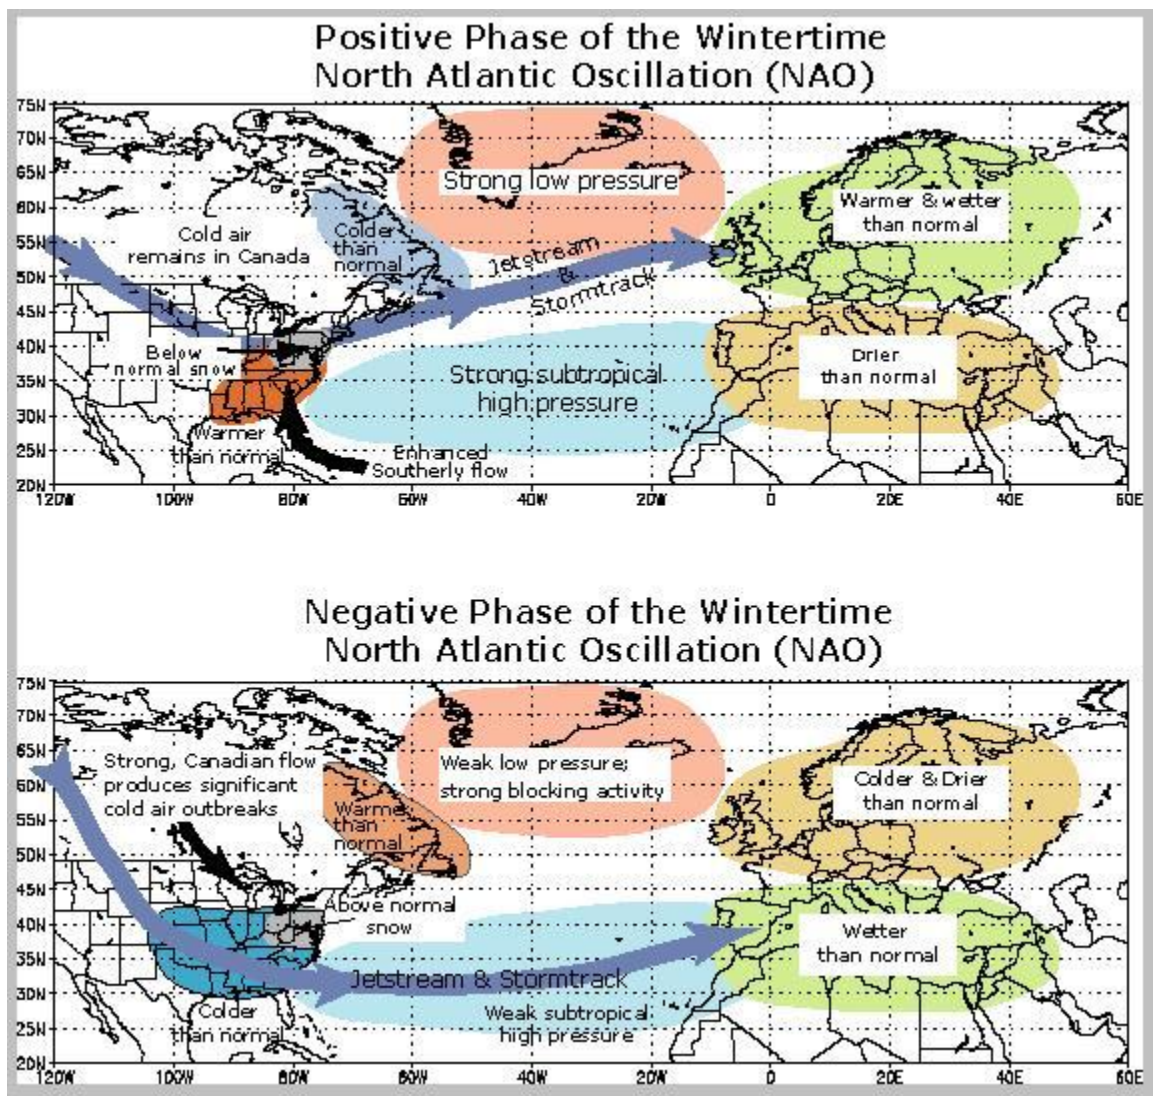 Positive Phase of the Wintertime
North Atlantic Oscillation (NAO)
75N
70N
65N
60N
55N
50N
45N
40N
35N
30N
25N
20N
120W
100W
80W
60W
40W
20W
0
20E
40E
60E
Strong low pressure
Warmer & wetter
than normal
Cold air
remains in Canada
Colder
than
normal
Jetstream
&
Stormtrack
Below
normal snow
Strong subtropical
high pressure
Drier
than normal
Warmer
than normal
Enhanced
Southerly flow
Negative Phase of the Wintertime
North Atlantic Oscillation (NAO)
75N
70N
65N
60N
55N
50N
45N
40N
35N
30N
25N
20N
120W
100W
80W
60W
40W
20W
0
20E
40E
60E
Strong, Canadian flow
produces significant
cold air outbreaks
Weak low pressure;
strong blocking activity
Colder & Drier
than normal
Warmer
than
normal
Above normal
snow
Wetter
than normal
Jetstream & Stormtrack
Colder
than normal
Weak subtropical
high pressure